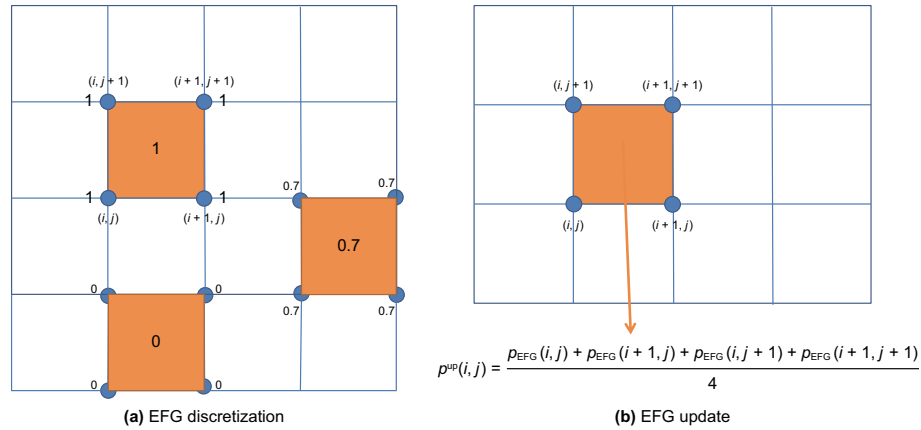 (i, j + 1) (i + 1, j + 1)
1 1
1
1 1
(i, j) (i + 1, j)
0.7 0.7
0.7
0.7 0.7
0 0
0
0 0
(a) EFG discretization
(i, j + 1) (i + 1, j + 1)
(i, j) (i + 1, j)
pᵘᵖ(i, j) = p_EFG(i, j) + p_EFG(i + 1, j) + p_EFG(i, j + 1) + p_EFG(i + 1, j + 1)
4
(b) EFG update